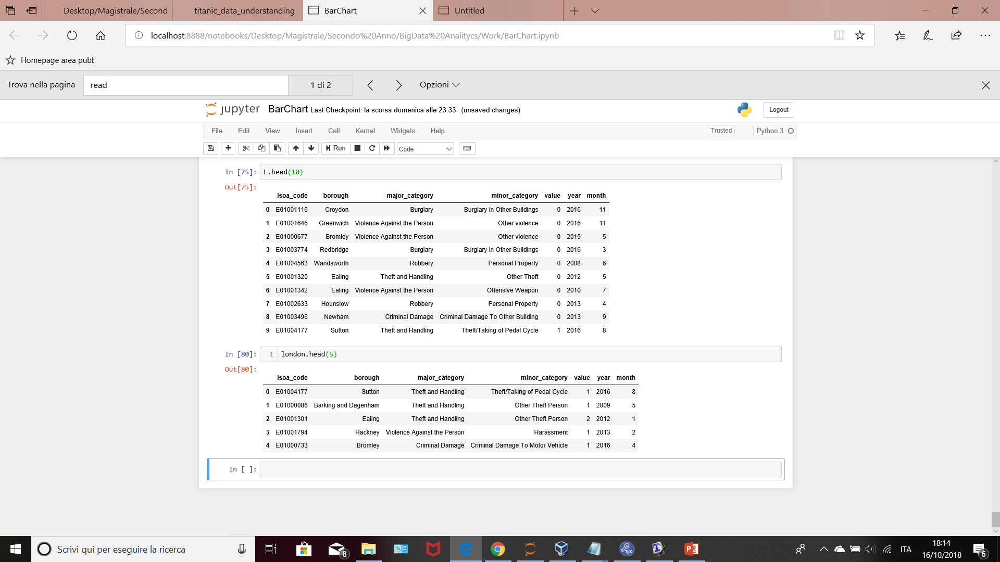 Desktop/Magistrale/Second
titanic_data_understanding
BarChart
Untitled
localhost:8888/notebooks/Desktop/Magistrale/Secondo%20Anno/BigData%20Analitycs/Work/BarChart.ipynb
Homepage area pubb
Trova nella pagina read 1 di 2 Opzioni
jupyter BarChart Last Checkpoint: la scorsa domenica alle 23:33 (unsaved changes) Logout
File Edit View Insert Cell Kernel Widgets Help Trusted Python 3
Run Code
In [75]: L.head(10)
Out[75]:
lsoa_code borough major_category minor_category value year month
0 E01001116 Croydon Burglary Burglary in Other Buildings 0 2016 11
1 E01001646 Greenwich Violence Against the Person Other violence 0 2016 11
2 E01000677 Bromley Violence Against the Person Other violence 0 2015 5
3 E01003774 Redbridge Burglary Burglary in Other Buildings 0 2016 3
4 E01004563 Wandsworth Robbery Personal Property 0 2008 6
5 E01001320 Ealing Theft and Handling Other Theft 0 2012 5
6 E01001342 Ealing Violence Against the Person Offensive Weapon 0 2010 7
7 E01002633 Hounslow Robbery Personal Property 0 2013 4
8 E01003496 Newham Criminal Damage Criminal Damage To Other Building 0 2013 9
9 E01004177 Sutton Theft and Handling Theft/Taking of Pedal Cycle 1 2016 8
In [80]: 1 london.head(5)
Out[80]:
lsoa_code borough major_category minor_category value year month
0 E01004177 Sutton Theft and Handling Theft/Taking of Pedal Cycle 1 2016 8
1 E01000086 Barking and Dagenham Theft and Handling Other Theft Person 1 2009 5
2 E01001301 Ealing Theft and Handling Other Theft Person 2 2012 1
3 E01001794 Hackney Violence Against the Person Harassment 1 2013 2
4 E01000733 Bromley Criminal Damage Criminal Damage To Motor Vehicle 1 2016 4
In [ ]:
Scrivi qui per eseguire la ricerca
8
ITA
18:14
16/10/2018
6